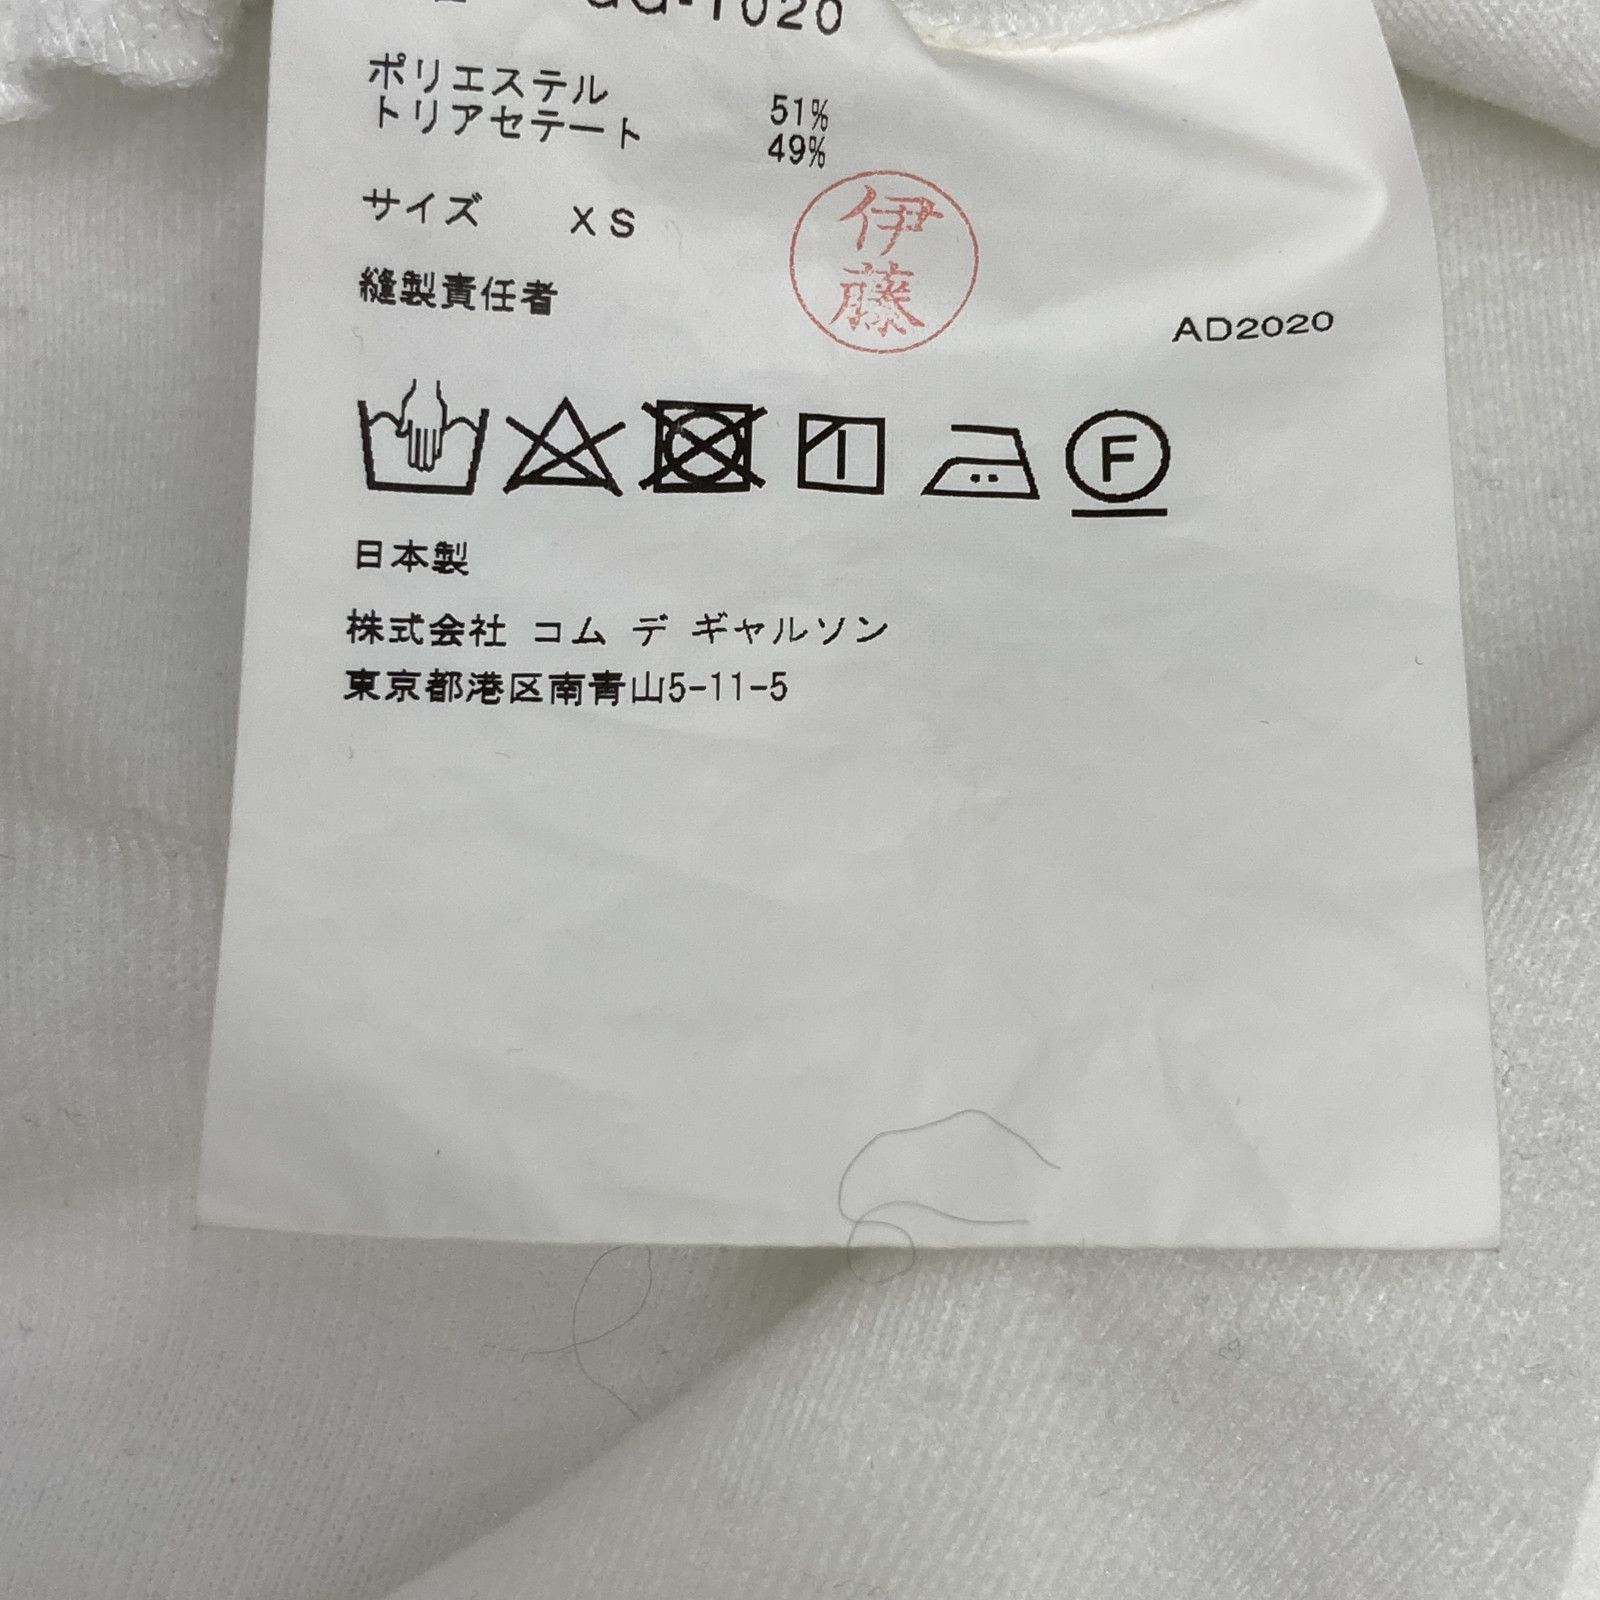 -1020
ポリエステル 51%
トリアセテート 49%
サイズ XS
縫製責任者 伊藤
AD2020
F
日本製
株式会社 コム デ ギャルソン
東京都港区南青山5-11-5